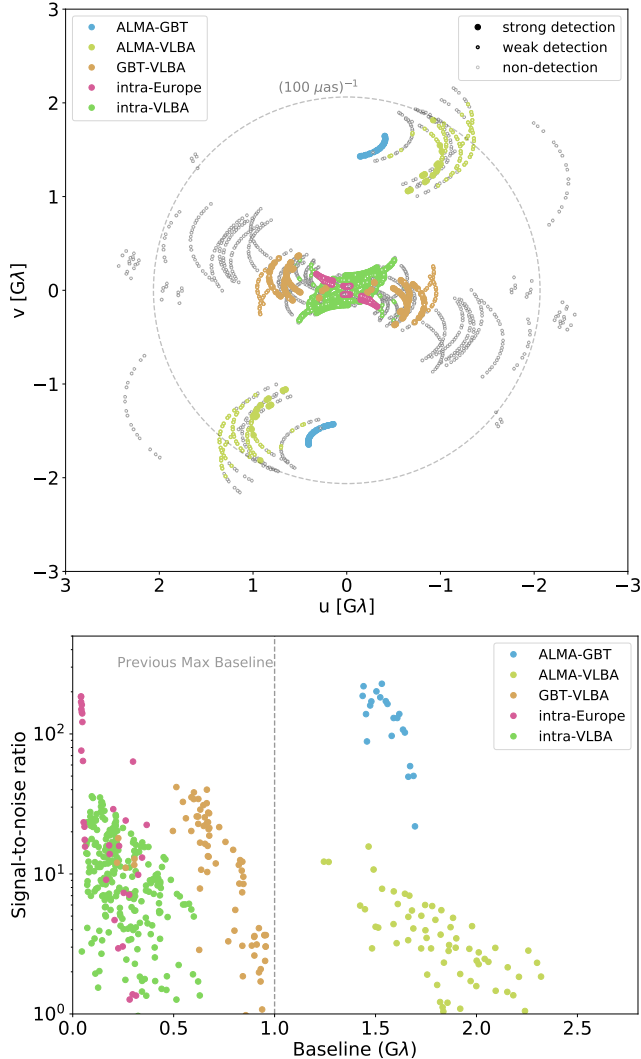 ALMA-GBT
ALMA-VLBA
GBT-VLBA
intra-Europe
intra-VLBA
strong detection
weak detection
non-detection
(100 μas)⁻¹
3
2
1
0
−1
−2
−3
v [Gλ]
3
2
1
0
−1
−2
−3
u [Gλ]
Previous Max Baseline
ALMA-GBT
ALMA-VLBA
GBT-VLBA
intra-Europe
intra-VLBA
10²
10¹
10⁰
Signal-to-noise ratio
0.0
0.5
1.0
1.5
2.0
2.5
Baseline (Gλ)